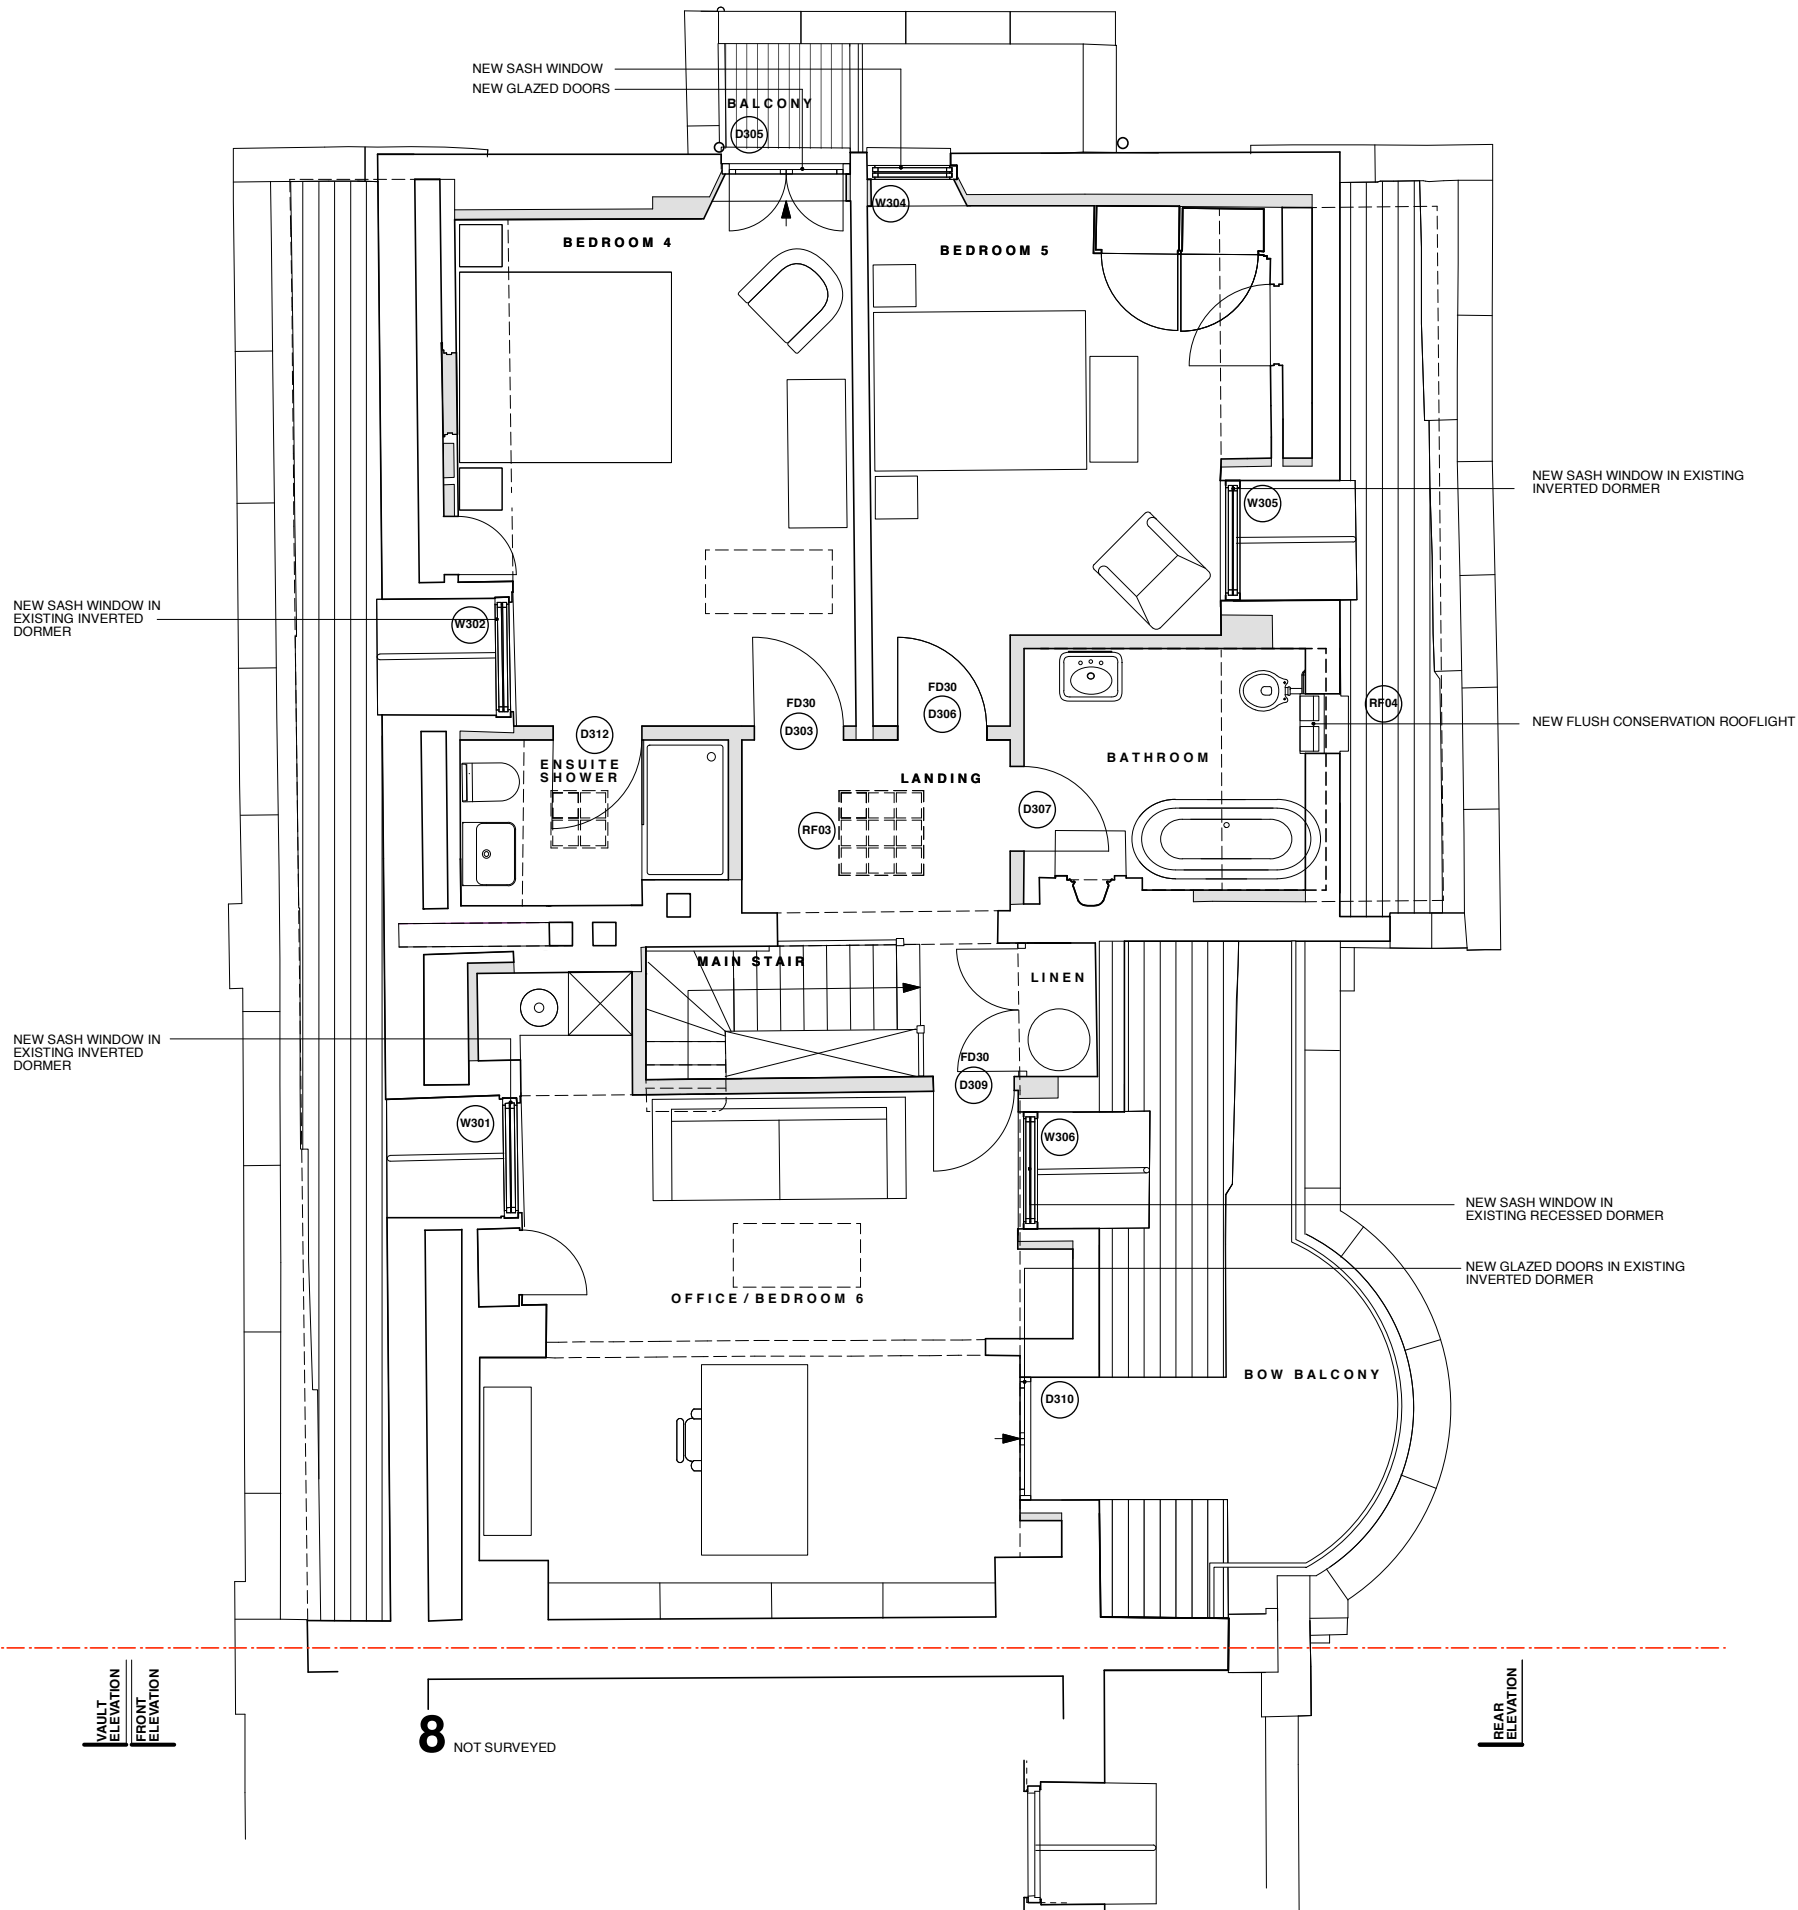 NEW SASH WINDOW
NEW GLAZED DOORS
BALCONY
D305
W304
BEDROOM 4
BEDROOM 5
NEW SASH WINDOW IN EXISTING
INVERTED DORMER
W305
NEW SASH WINDOW IN
EXISTING INVERTED
DORMER
W302
FD30
D306
FD30
D303
RF04
NEW FLUSH CONSERVATION ROOFLIGHT
D312
ENSUITE
SHOWER
BATHROOM
LANDING
D307
RF03
MAIN STAIR
LINEN
NEW SASH WINDOW IN
EXISTING INVERTED
DORMER
FD30
D309
W301
W306
NEW SASH WINDOW IN
EXISTING RECESSED DORMER
NEW GLAZED DOORS IN EXISTING
INVERTED DORMER
OFFICE / BEDROOM 6
BOW BALCONY
D310
VAULT
ELEVATION
FRONT
ELEVATION
REAR
ELEVATION
8 NOT SURVEYED